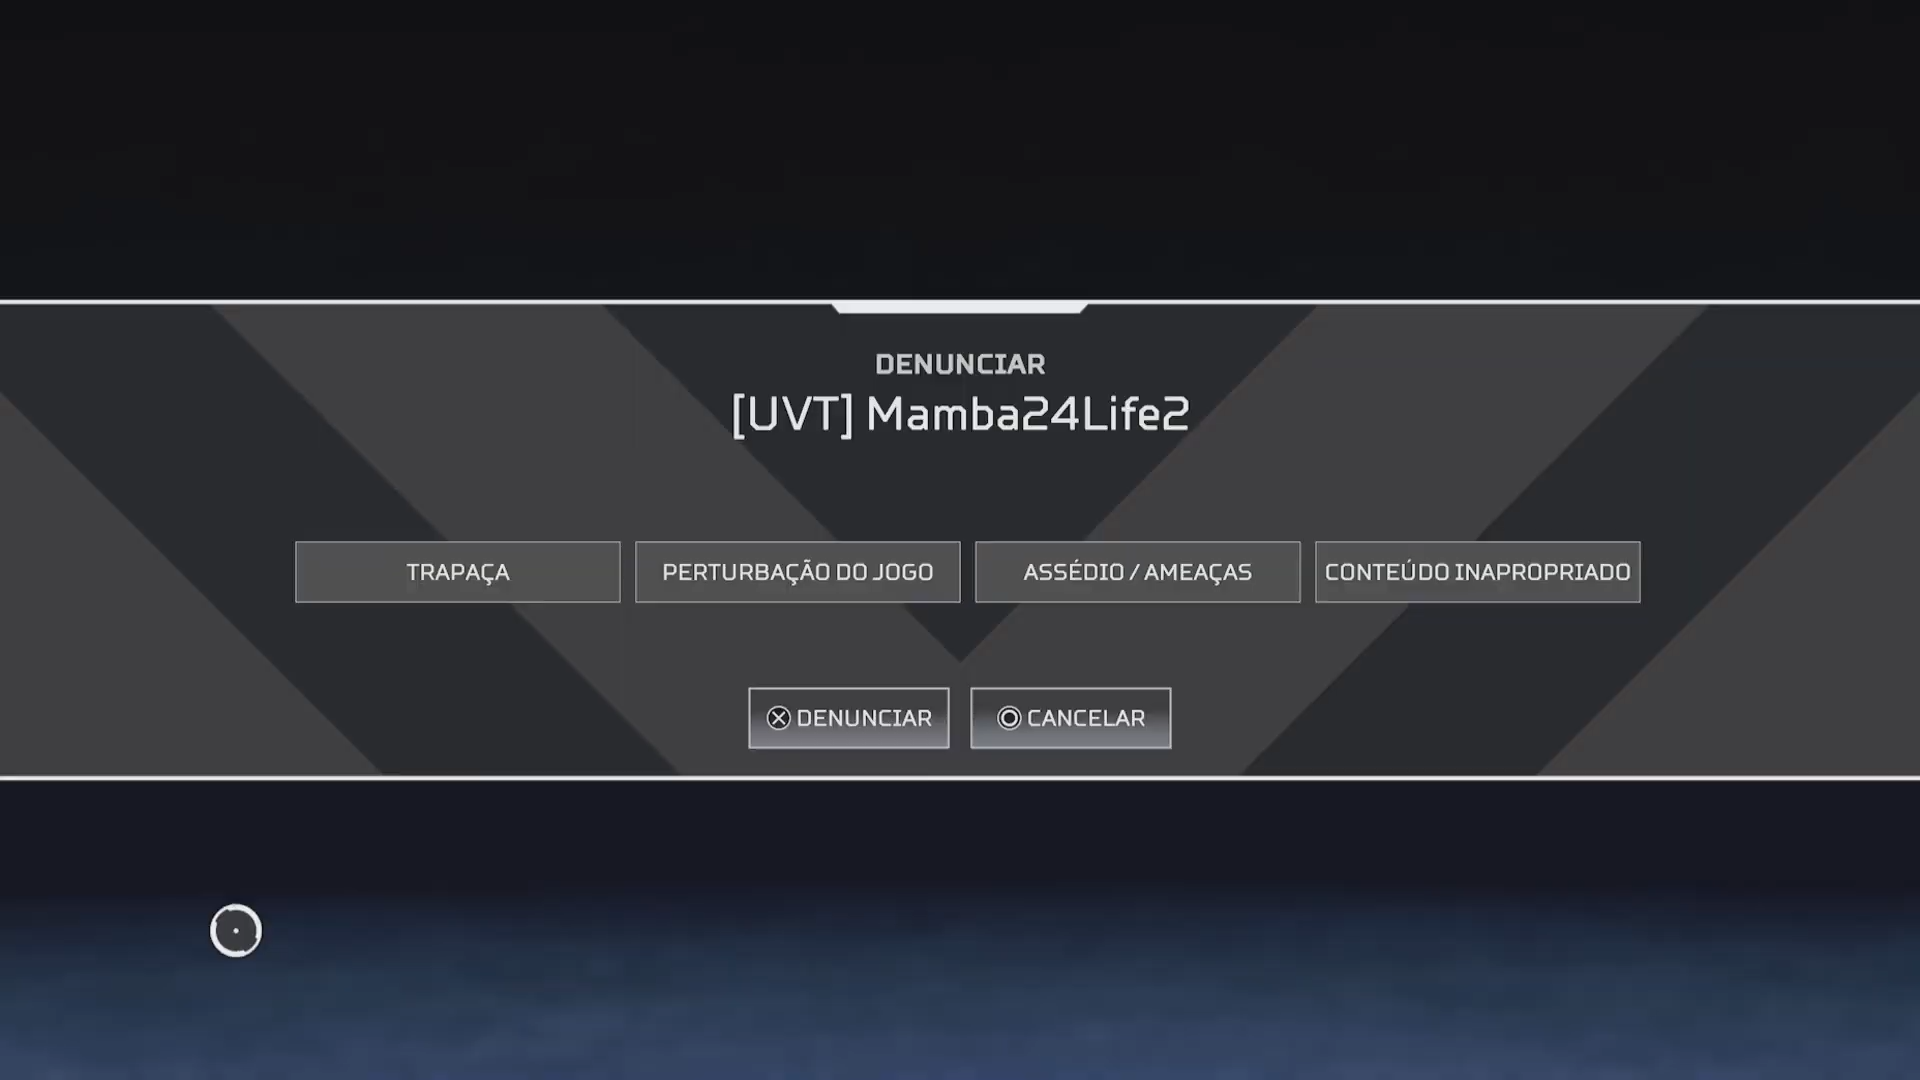 DENUNCIAR
[UVT] Mamba24Life2
TRAPAÇA
PERTURBAÇÃO DO JOGO
ASSÉDIO / AMEAÇAS
CONTEÚDO INAPROPRIADO
DENUNCIAR
CANCELAR